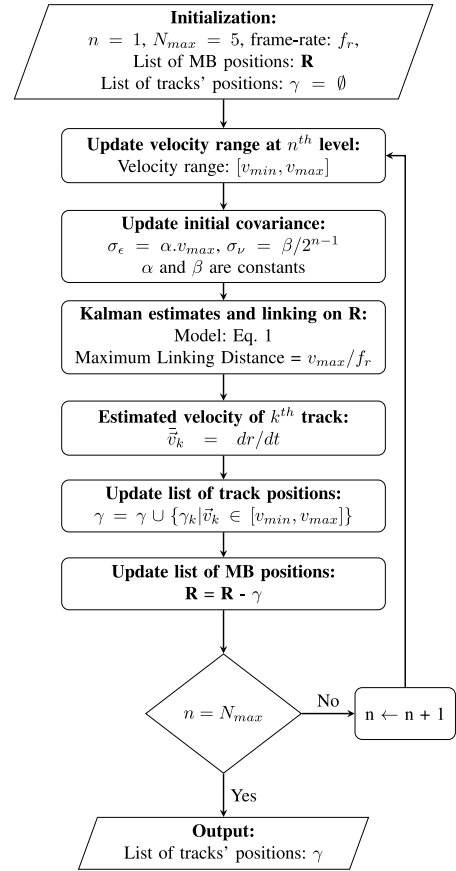 Initialization:
n = 1, N_max = 5, frame-rate: f_r,
List of MB positions: R
List of tracks' positions: γ = ∅
Update velocity range at n^th level:
Velocity range: [v_min, v_max]
Update initial covariance:
σ_ϵ = α.v_max, σ_ν = β/2^{n−1}
α and β are constants
Kalman estimates and linking on R:
Model: Eq. 1
Maximum Linking Distance = v_max/f_r
Estimated velocity of k^th track:
\bar{\vec{v}}_k = dr/dt
Update list of track positions:
γ = γ ∪ {γ_k|\vec{v}_k ∈ [v_min, v_max]}
Update list of MB positions:
R = R - γ
n = N_max
No
n ← n + 1
Yes
Output:
List of tracks' positions: γ